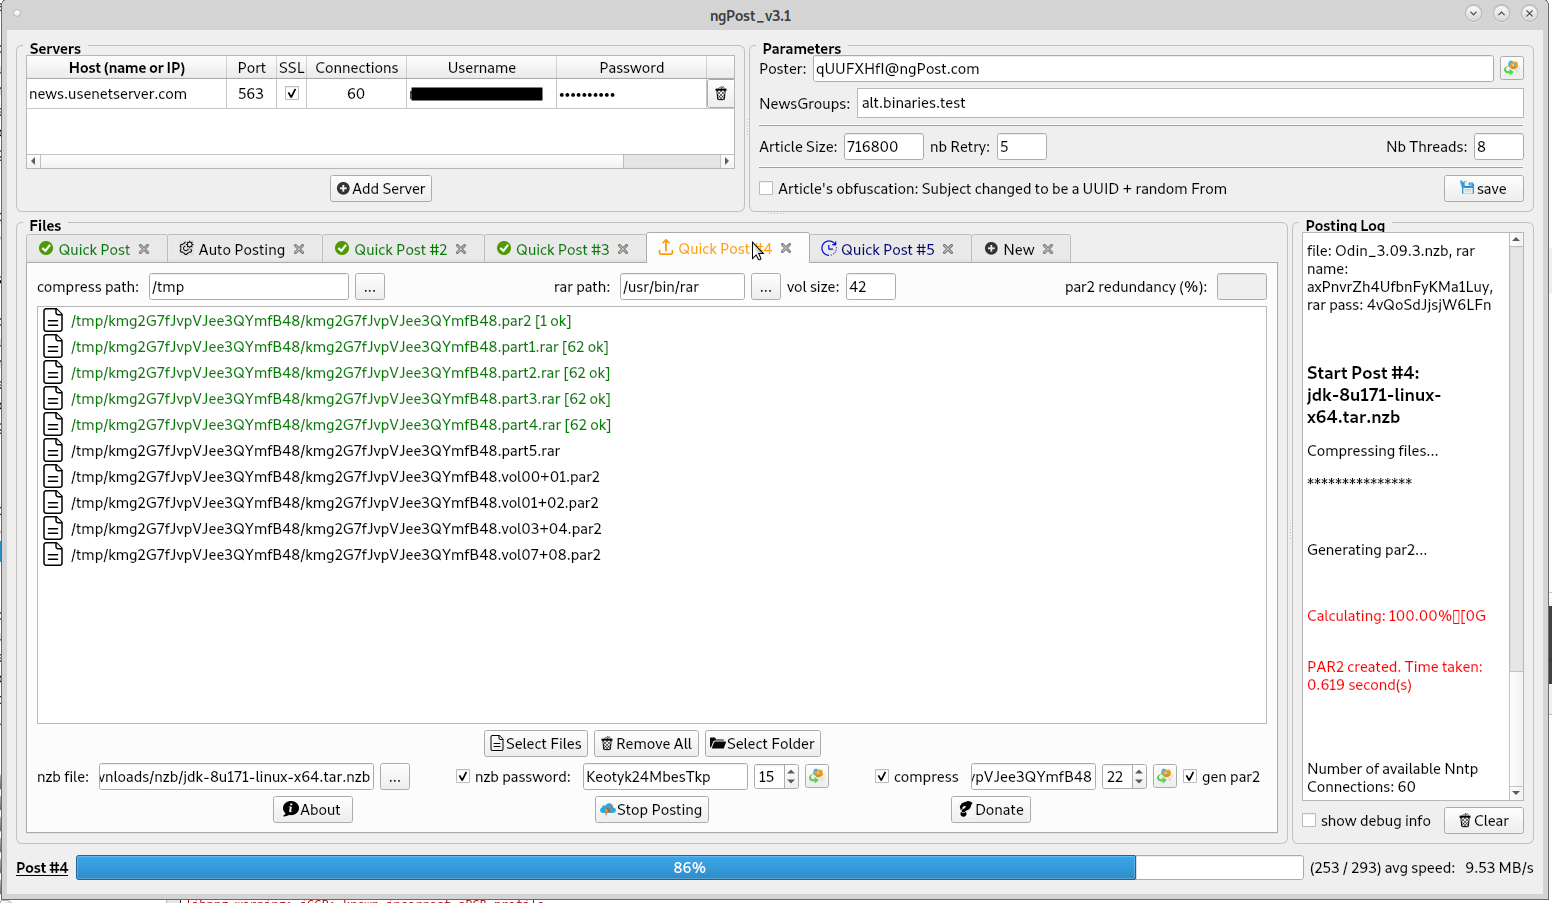 ngPost_v3.1
Servers
Host (name or IP) Port SSL Connections Username Password
news.usenetserver.com 563 60 ••••••••••
Add Server
Parameters
Poster: qUUFXHfI@ngPost.com
NewsGroups: alt.binaries.test
Article Size: 716800 nb Retry: 5 Nb Threads: 8
Article's obfuscation: Subject changed to be a UUID + random From save
Files
Quick Post Auto Posting Quick Post #2 Quick Post #3 Quick Post #4 Quick Post #5 New
compress path: /tmp ... rar path: /usr/bin/rar ... vol size: 42 par2 redundancy (%):
/tmp/kmg2G7fJvpVJee3QYmfB48/kmg2G7fJvpVJee3QYmfB48.par2 [1 ok]
/tmp/kmg2G7fJvpVJee3QYmfB48/kmg2G7fJvpVJee3QYmfB48.part1.rar [62 ok]
/tmp/kmg2G7fJvpVJee3QYmfB48/kmg2G7fJvpVJee3QYmfB48.part2.rar [62 ok]
/tmp/kmg2G7fJvpVJee3QYmfB48/kmg2G7fJvpVJee3QYmfB48.part3.rar [62 ok]
/tmp/kmg2G7fJvpVJee3QYmfB48/kmg2G7fJvpVJee3QYmfB48.part4.rar [62 ok]
/tmp/kmg2G7fJvpVJee3QYmfB48/kmg2G7fJvpVJee3QYmfB48.part5.rar
/tmp/kmg2G7fJvpVJee3QYmfB48/kmg2G7fJvpVJee3QYmfB48.vol00+01.par2
/tmp/kmg2G7fJvpVJee3QYmfB48/kmg2G7fJvpVJee3QYmfB48.vol01+02.par2
/tmp/kmg2G7fJvpVJee3QYmfB48/kmg2G7fJvpVJee3QYmfB48.vol03+04.par2
/tmp/kmg2G7fJvpVJee3QYmfB48/kmg2G7fJvpVJee3QYmfB48.vol07+08.par2
Select Files Remove All Select Folder
nzb file: wnloads/nzb/jdk-8u171-linux-x64.tar.nzb ... nzb password: Keotyk24MbesTkp 15 compress pVJee3QYmfB48 22 gen par2
About Stop Posting Donate
Posting Log
file: Odin_3.09.3.nzb, rar
name:
axPnvrZh4UfbnFyKMa1Luy,
rar pass: 4vQoSdJjsjW6LFn
Start Post #4:
jdk-8u171-linux-
x64.tar.nzb
Compressing files...
***************
Generating par2...
Calculating: 100.00%▯[0G
PAR2 created. Time taken:
0.619 second(s)
Number of available Nntp
Connections: 60
show debug info Clear
Post #4 86% (253 / 293) avg speed: 9.53 MB/s